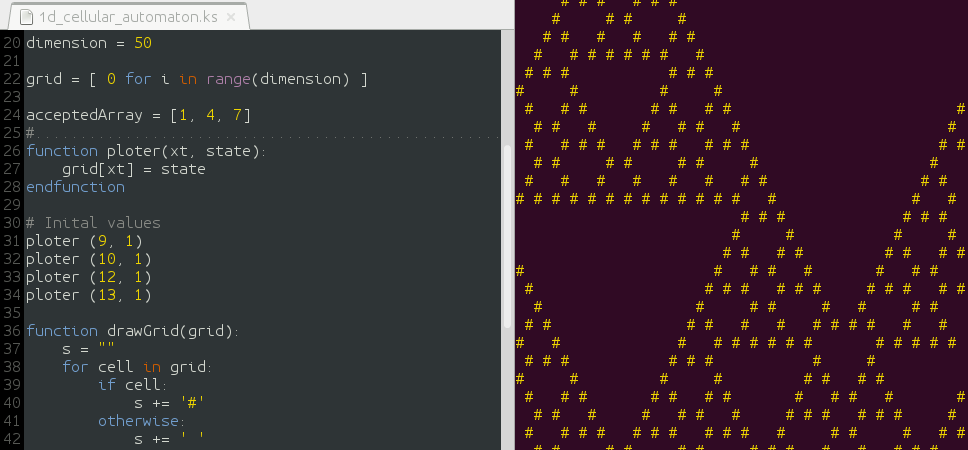 1d_cellular_automaton.ks ×
20 dimension = 50
21
22 grid = [ 0 for i in range(dimension) ]
23
24 acceptedArray = [1, 4, 7]
25 #....................................................
26 function ploter(xt, state):
27     grid[xt] = state
28 endfunction
29
30 # Inital values
31 ploter (9, 1)
32 ploter (10, 1)
33 ploter (12, 1)
34 ploter (13, 1)
35
36 function drawGrid(grid):
37     s = ""
38     for cell in grid:
39         if cell:
40             s += '#'
41         otherwise:
42             s += ' '